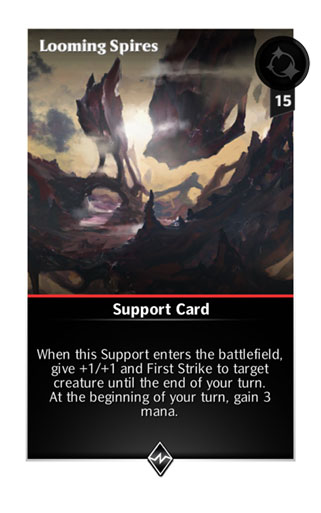 Looming Spires
15
Support Card
When this Support enters the battlefield,
give +1/+1 and First Strike to target
creature until the end of your turn.
At the beginning of your turn, gain 3
mana.